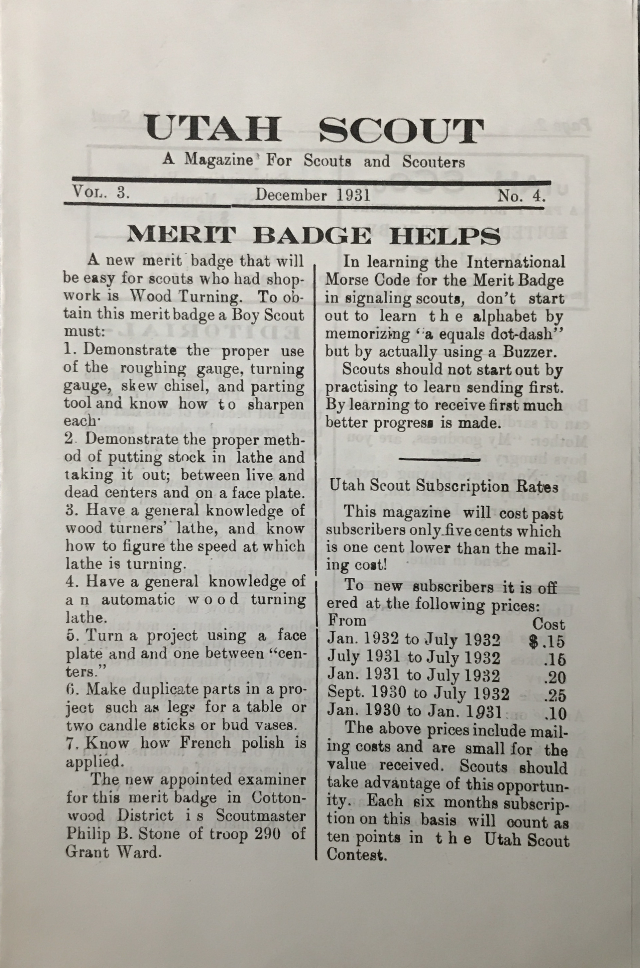 UTAH SCOUT
A Magazine For Scouts and Scouters
VOL. 3. December 1931 No. 4.
MERIT BADGE HELPS
A new merit badge that will
be easy for scouts who had shop-
work is Wood Turning. To ob-
tain this merit badge a Boy Scout
must:
1. Demonstrate the proper use
of the roughing gauge, turning
gauge, skew chisel, and parting
tool and know how to sharpen
each.
2. Demonstrate the proper meth-
od of putting stock in lathe and
taking it out; between live and
dead centers and on a face plate.
3. Have a general knowledge of
wood turners' lathe, and know
how to figure the speed at which
lathe is turning.
4. Have a general knowledge of
an automatic wood turning
lathe.
5. Turn a project using a face
plate and and one between "cen-
ters."
6. Make duplicate parts in a pro-
ject such as legs for a table or
two candle sticks or bud vases.
7. Know how French polish is
applied.
The new appointed examiner
for this merit badge in Cotton-
wood District is Scoutmaster
Philip B. Stone of troop 290 of
Grant Ward.
In learning the International
Morse Code for the Merit Badge
in signaling scouts, don't start
out to learn the alphabet by
memorizing "a equals dot-dash"
but by actually using a Buzzer.
Scouts should not start out by
practising to learn sending first.
By learning to receive first much
better progress is made.
Utah Scout Subscription Rates
This magazine will cost past
subscribers only five cents which
is one cent lower than the mail-
ing cost!
To new subscribers it is off
ered at the following prices:
From Cost
Jan. 1932 to July 1932 $.15
July 1931 to July 1932 .15
Jan. 1931 to July 1932 .20
Sept. 1930 to July 1932 .25
Jan. 1930 to Jan. 1931 .10
The above prices include mail-
ing costs and are small for the
value received. Scouts should
take advantage of this opportun-
ity. Each six months subscrip-
tion on this basis will count as
ten points in the Utah Scout
Contest.